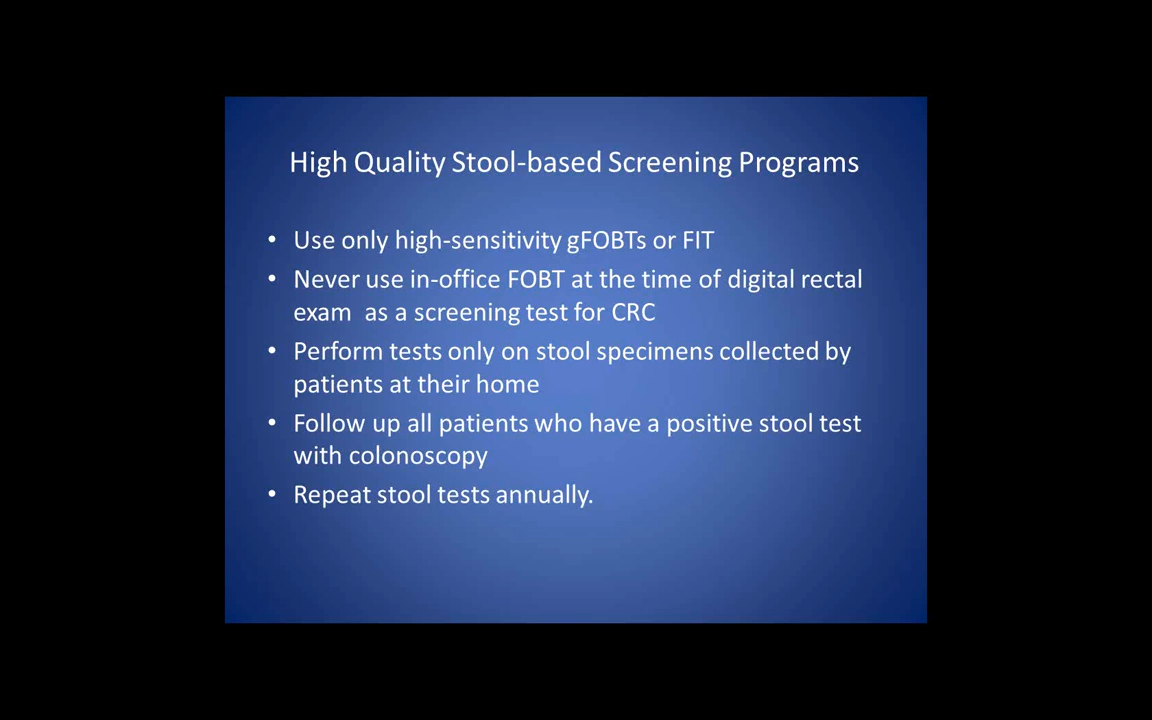 High Quality Stool-based Screening Programs
• Use only high-sensitivity gFOBTs or FIT
• Never use in-office FOBT at the time of digital rectal
exam  as a screening test for CRC
• Perform tests only on stool specimens collected by
patients at their home
• Follow up all patients who have a positive stool test
with colonoscopy
• Repeat stool tests annually.